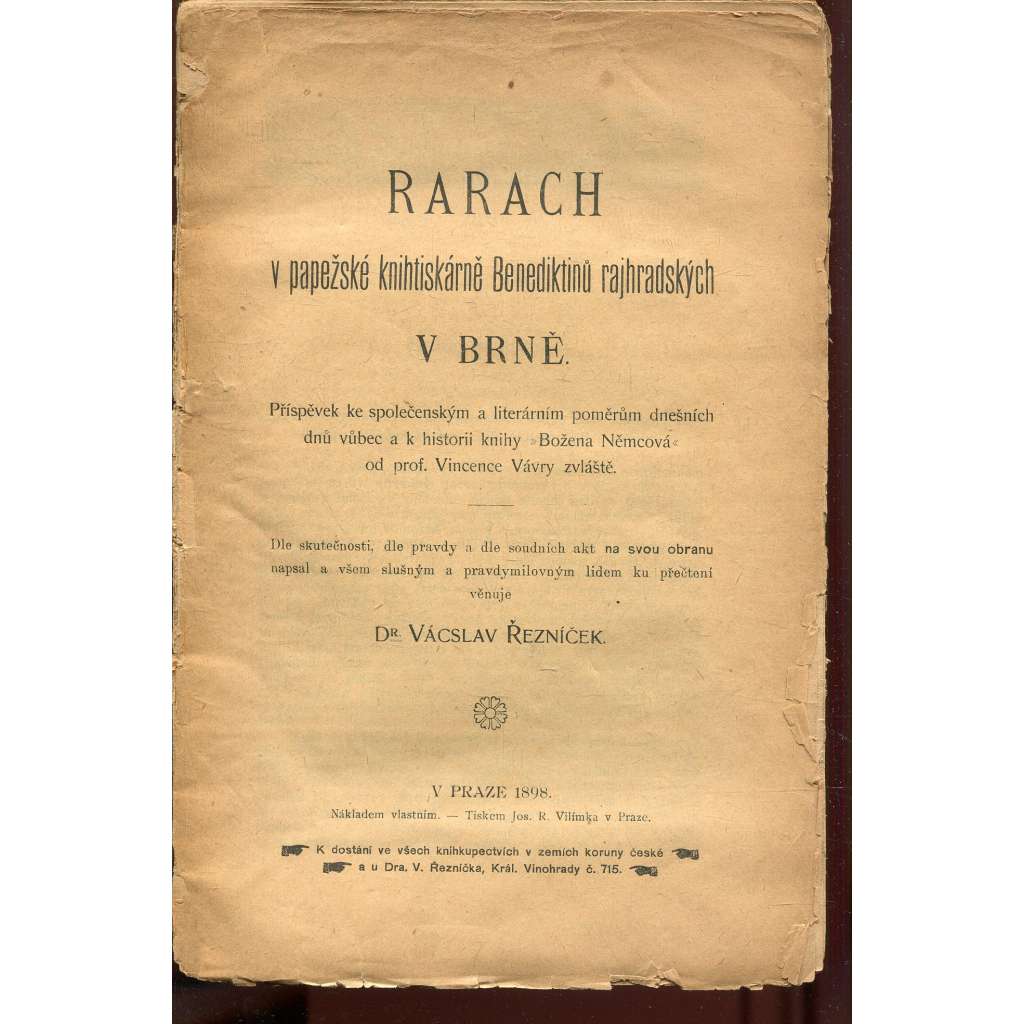 RARACH
v papežské knihtiskárně Benediktinů rajhradských
V BRNĚ.
Příspěvek ke společenským a literárním poměrům dnešních
dnů vůbec a k historii knihy »Božena Němcová«
od prof. Vincence Vávry zvláště.
Dle skutečnosti, dle pravdy a dle soudních akt na svou obranu
napsal a všem slušným a pravdymilovným lidem ku přečtení
věnuje
DR. VÁCSLAV ŘEZNÍČEK.
V PRAZE 1898.
Nákladem vlastním. — Tiskem Jos. R. Vilímka v Praze.
K dostání ve všech knihkupectvích v zemích koruny české
a u Dra. V. Řezníčka, Král. Vinohrady č. 715.